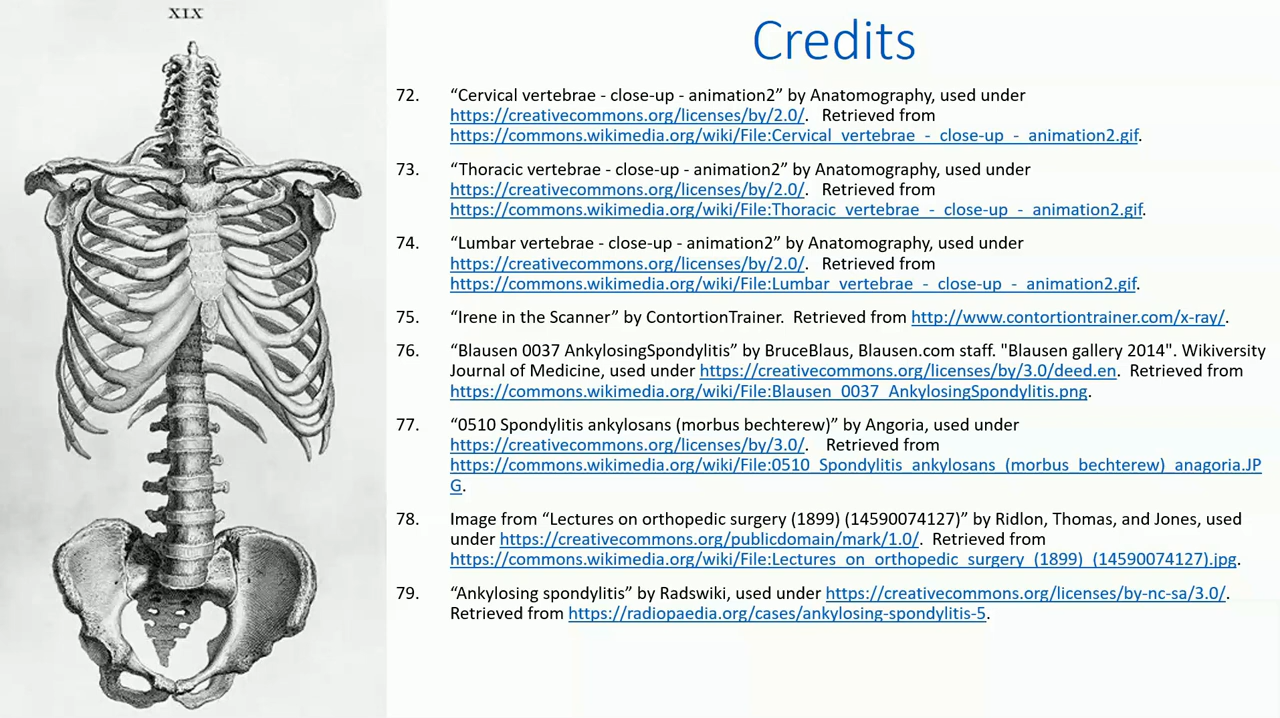 XIX
Credits
72. “Cervical vertebrae - close-up - animation2” by Anatomography, used under
https://creativecommons.org/licenses/by/2.0/. Retrieved from
https://commons.wikimedia.org/wiki/File:Cervical_vertebrae_-_close-up_-_animation2.gif.
73. “Thoracic vertebrae - close-up - animation2” by Anatomography, used under
https://creativecommons.org/licenses/by/2.0/. Retrieved from
https://commons.wikimedia.org/wiki/File:Thoracic_vertebrae_-_close-up_-_animation2.gif.
74. “Lumbar vertebrae - close-up - animation2” by Anatomography, used under
https://creativecommons.org/licenses/by/2.0/. Retrieved from
https://commons.wikimedia.org/wiki/File:Lumbar_vertebrae_-_close-up_-_animation2.gif.
75. “Irene in the Scanner” by ContortionTrainer. Retrieved from http://www.contortiontrainer.com/x-ray/.
76. “Blausen 0037 AnkylosingSpondylitis” by BruceBlaus, Blausen.com staff. "Blausen gallery 2014". Wikiversity
Journal of Medicine, used under https://creativecommons.org/licenses/by/3.0/deed.en. Retrieved from
https://commons.wikimedia.org/wiki/File:Blausen_0037_AnkylosingSpondylitis.png.
77. “0510 Spondylitis ankylosans (morbus bechterew)” by Angoria, used under
https://creativecommons.org/licenses/by/3.0/. Retrieved from
https://commons.wikimedia.org/wiki/File:0510_Spondylitis_ankylosans_(morbus_bechterew)_anagoria.JP
G.
78. Image from “Lectures on orthopedic surgery (1899) (14590074127)” by Ridlon, Thomas, and Jones, used
under https://creativecommons.org/publicdomain/mark/1.0/. Retrieved from
https://commons.wikimedia.org/wiki/File:Lectures_on_orthopedic_surgery_(1899)_(14590074127).jpg.
79. “Ankylosing spondylitis” by Radswiki, used under https://creativecommons.org/licenses/by-nc-sa/3.0/.
Retrieved from https://radiopaedia.org/cases/ankylosing-spondylitis-5.